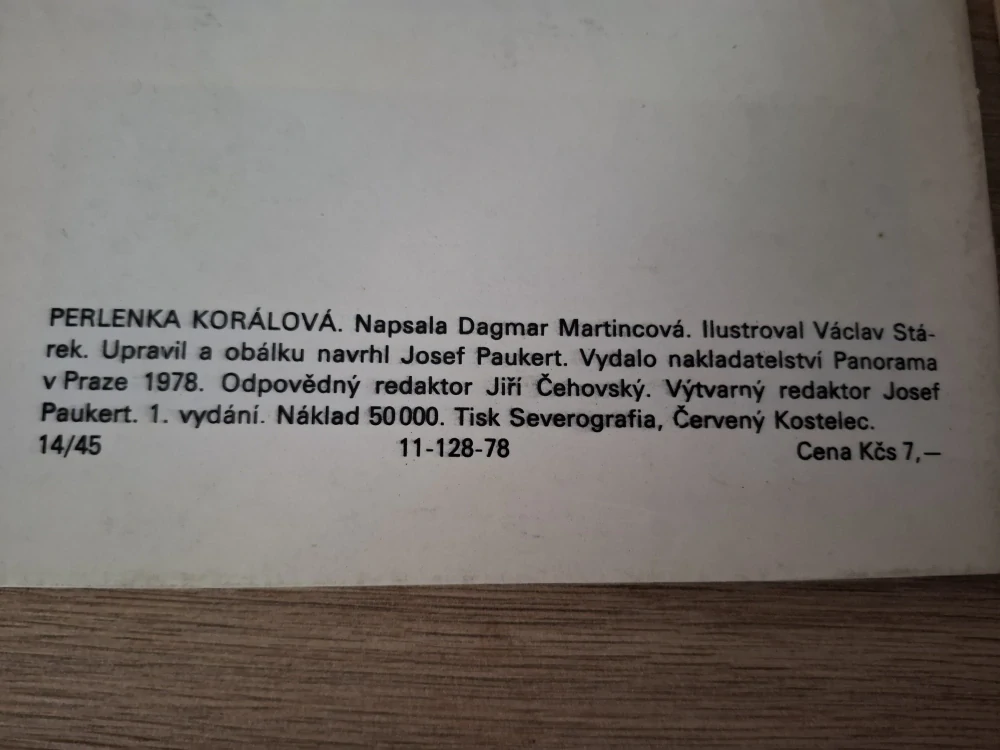 PERLENKA KORÁLOVÁ. Napsala Dagmar Martincová. Ilustroval Václav Stá-
rek. Upravil a obálku navrhl Josef Paukert. Vydalo nakladatelství Panorama
v Praze 1978. Odpovědný redaktor Jiří Čehovský. Výtvarný redaktor Josef
Paukert. 1. vydání. Náklad 50 000. Tisk Severografia, Červený Kostelec.
14/45 11-128-78 Cena Kčs 7,—